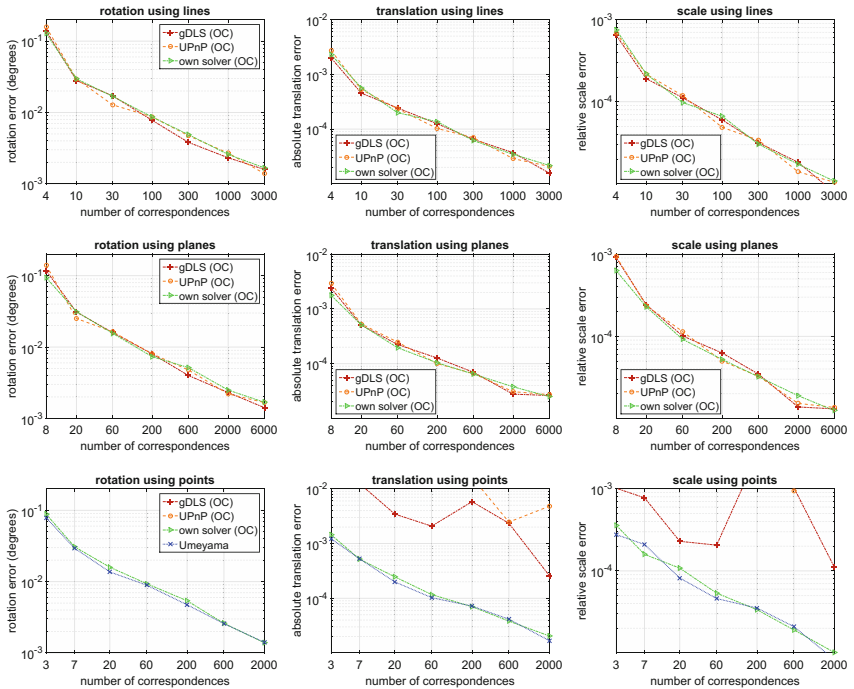 rotation using lines
rotation error (degrees)
10^-1
10^-2
10^-3
gDLS (OC)
UPnP (OC)
own solver (OC)
4 10 30 100 300 1000 3000
number of correspondences
translation using lines
absolute translation error
10^-2
10^-3
10^-4
gDLS (OC)
UPnP (OC)
own solver (OC)
4 10 30 100 300 1000 3000
number of correspondences
scale using lines
relative scale error
10^-3
10^-4
gDLS (OC)
UPnP (OC)
own solver (OC)
4 10 30 100 300 1000 3000
number of correspondences
rotation using planes
rotation error (degrees)
10^-1
10^-2
10^-3
gDLS (OC)
UPnP (OC)
own solver (OC)
8 20 60 200 600 2000 6000
number of correspondences
translation using planes
absolute translation error
10^-2
10^-3
10^-4
gDLS (OC)
UPnP (OC)
own solver (OC)
8 20 60 200 600 2000 6000
number of correspondences
scale using planes
relative scale error
10^-3
10^-4
gDLS (OC)
UPnP (OC)
own solver (OC)
8 20 60 200 600 2000 6000
number of correspondences
rotation using points
rotation error (degrees)
10^-1
10^-2
10^-3
gDLS (OC)
UPnP (OC)
own solver (OC)
Umeyama
3 7 20 60 200 600 2000
number of correspondences
translation using points
absolute translation error
10^-2
10^-3
10^-4
3 7 20 60 200 600 2000
number of correspondences
scale using points
relative scale error
10^-3
10^-4
3 7 20 60 200 600 2000
number of correspondences